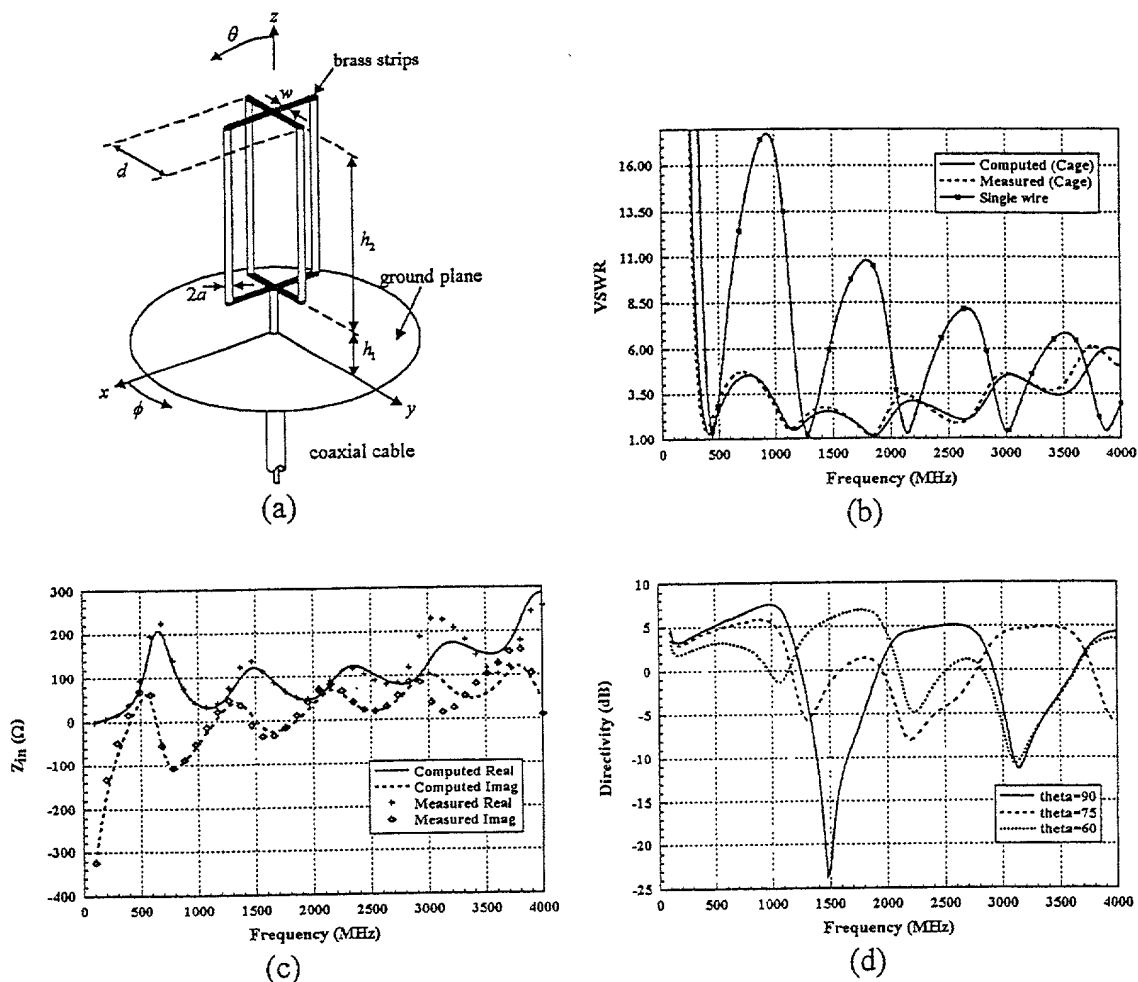 z
θ
brass strips
w
d
h₂
ground plane
2a
h₁
x
ϕ
y
coaxial cable
(a)
VSWR
16.00
13.50
11.00
8.50
6.00
3.50
1.00
Computed (Cage)
Measured (Cage)
Single wire
0 500 1000 1500 2000 2500 3000 3500 4000
Frequency (MHz)
(b)
Zin (Ω)
300
200
100
0
-100
-200
-300
-400
Computed Real
Computed Imag
Measured Real
Measured Imag
0 500 1000 1500 2000 2500 3000 3500 4000
Frequency (MHz)
(c)
Directivity (dB)
10
5
0
-5
-10
-15
-20
-25
theta=90
theta=75
theta=60
0 500 1000 1500 2000 2500 3000 3500 4000
Frequency (MHz)
(d)